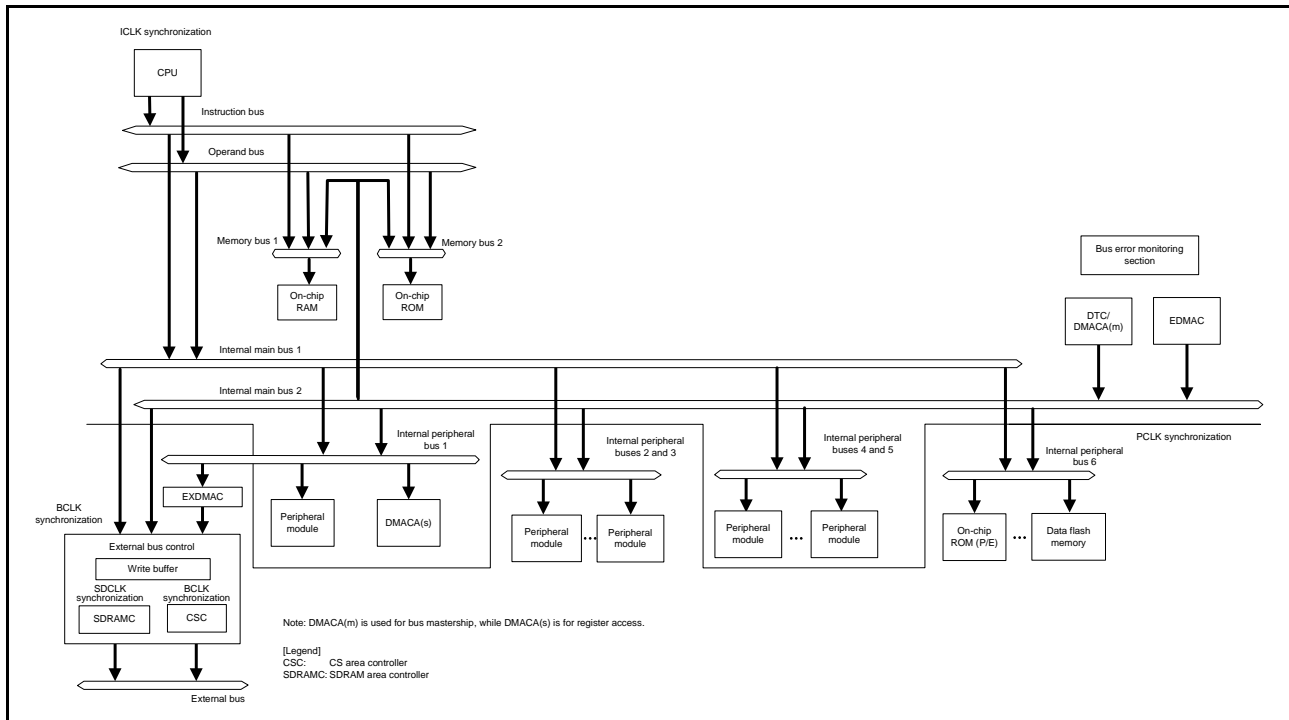 ICLK synchronization
CPU
Instruction bus
Operand bus
Memory bus 1
Memory bus 2
On-chip
RAM
On-chip
ROM
Bus error monitoring
section
DTC/
DMACA(m)
EDMAC
Internal main bus 1
Internal main bus 2
Internal peripheral
bus 1
Internal peripheral
buses 2 and 3
Internal peripheral
buses 4 and 5
PCLK synchronization
Internal peripheral
bus 6
EXDMAC
BCLK
synchronization
Peripheral
module
DMACA(s)
Peripheral
module
...
Peripheral
module
Peripheral
module
...
Peripheral
module
On-chip
ROM (P/E)
...
Data flash
memory
External bus control
Write buffer
SDCLK
synchronization
BCLK
synchronization
SDRAMC
CSC
Note: DMACA(m) is used for bus mastership, while DMACA(s) is for register access.
[Legend]
CSC: CS area controller
SDRAMC: SDRAM area controller
External bus